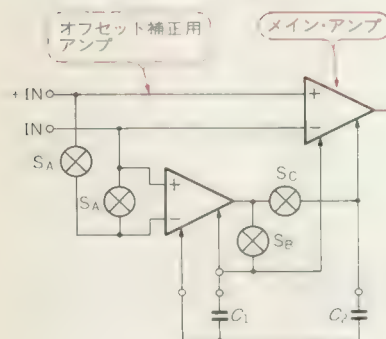 オフセット補正用
アンプ
メイン・アンプ
+ IN
IN
+
−
SA
SA
+
−
SC
SB
C1
C2